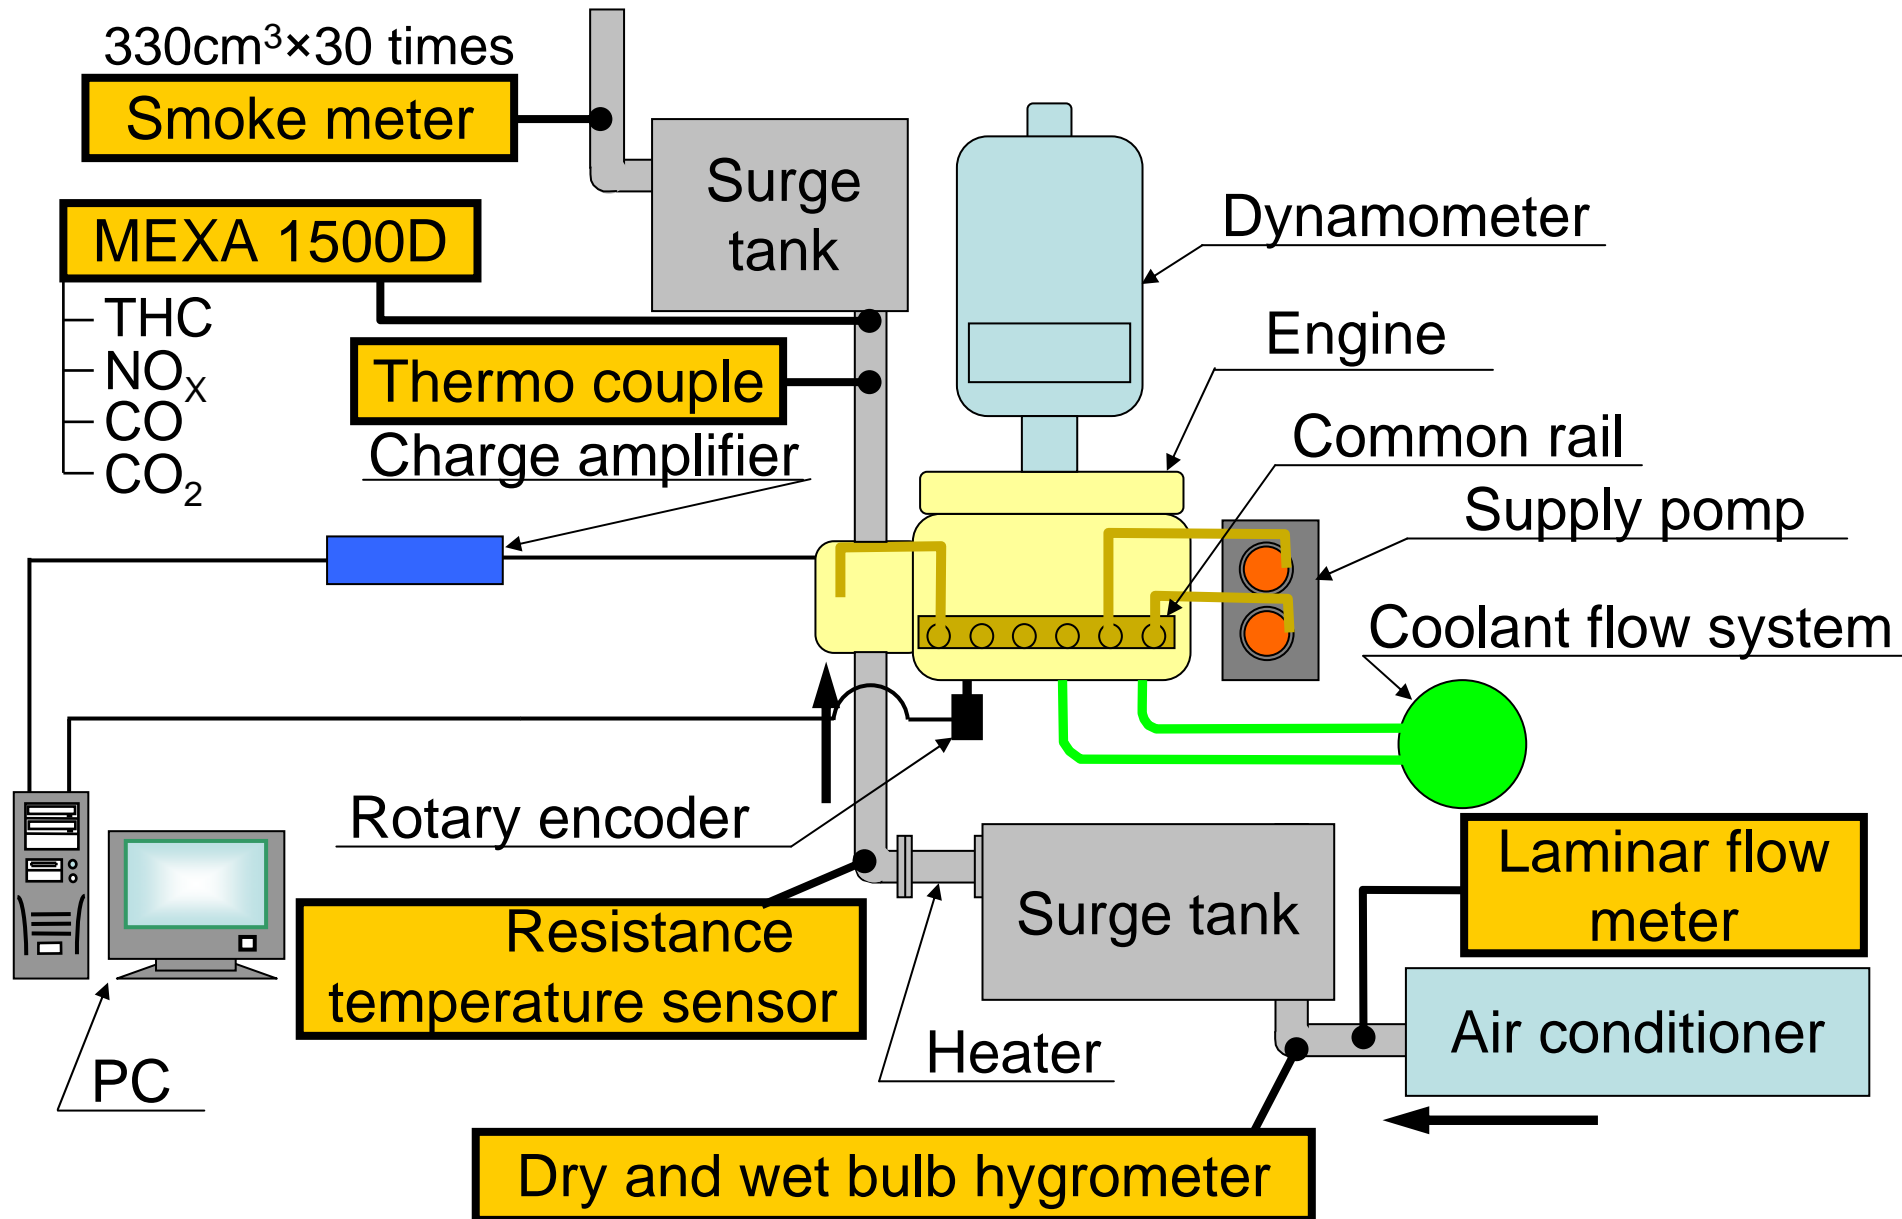 330cm³×30 times
Smoke meter
Surge
tank
MEXA 1500D
THC
NOX
CO
CO₂
Thermo couple
Dynamometer
Engine
Common rail
Charge amplifier
Supply pomp
Coolant flow system
Rotary encoder
Laminar flow
meter
Resistance
temperature sensor
Surge tank
Air conditioner
Heater
PC
Dry and wet bulb hygrometer